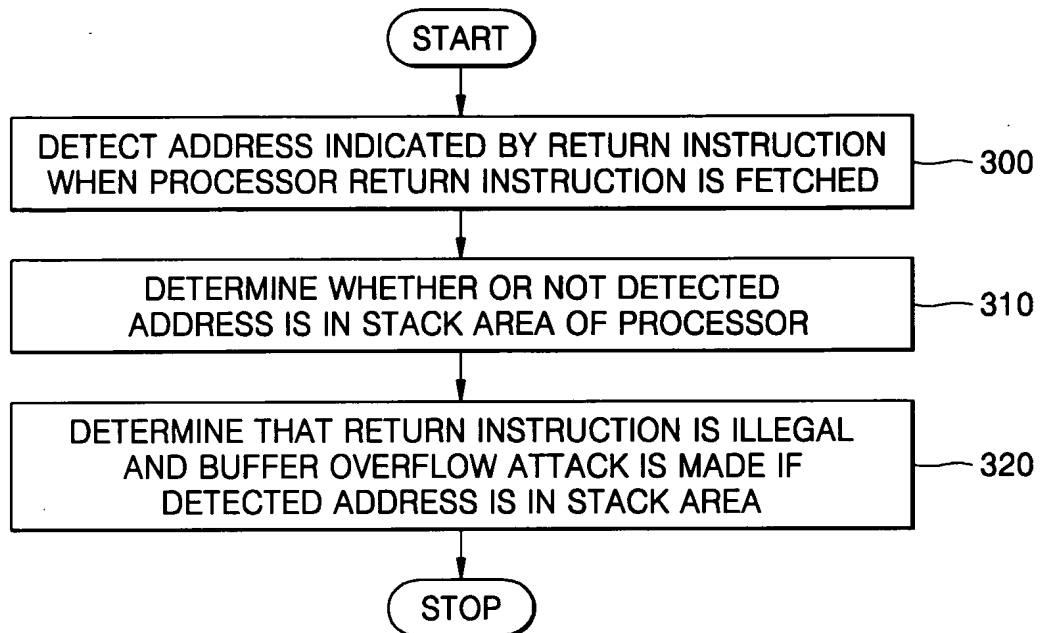 START
DETECT ADDRESS INDICATED BY RETURN INSTRUCTION
WHEN PROCESSOR RETURN INSTRUCTION IS FETCHED
300
DETERMINE WHETHER OR NOT DETECTED
ADDRESS IS IN STACK AREA OF PROCESSOR
310
DETERMINE THAT RETURN INSTRUCTION IS ILLEGAL
AND BUFFER OVERFLOW ATTACK IS MADE IF
DETECTED ADDRESS IS IN STACK AREA
320
STOP